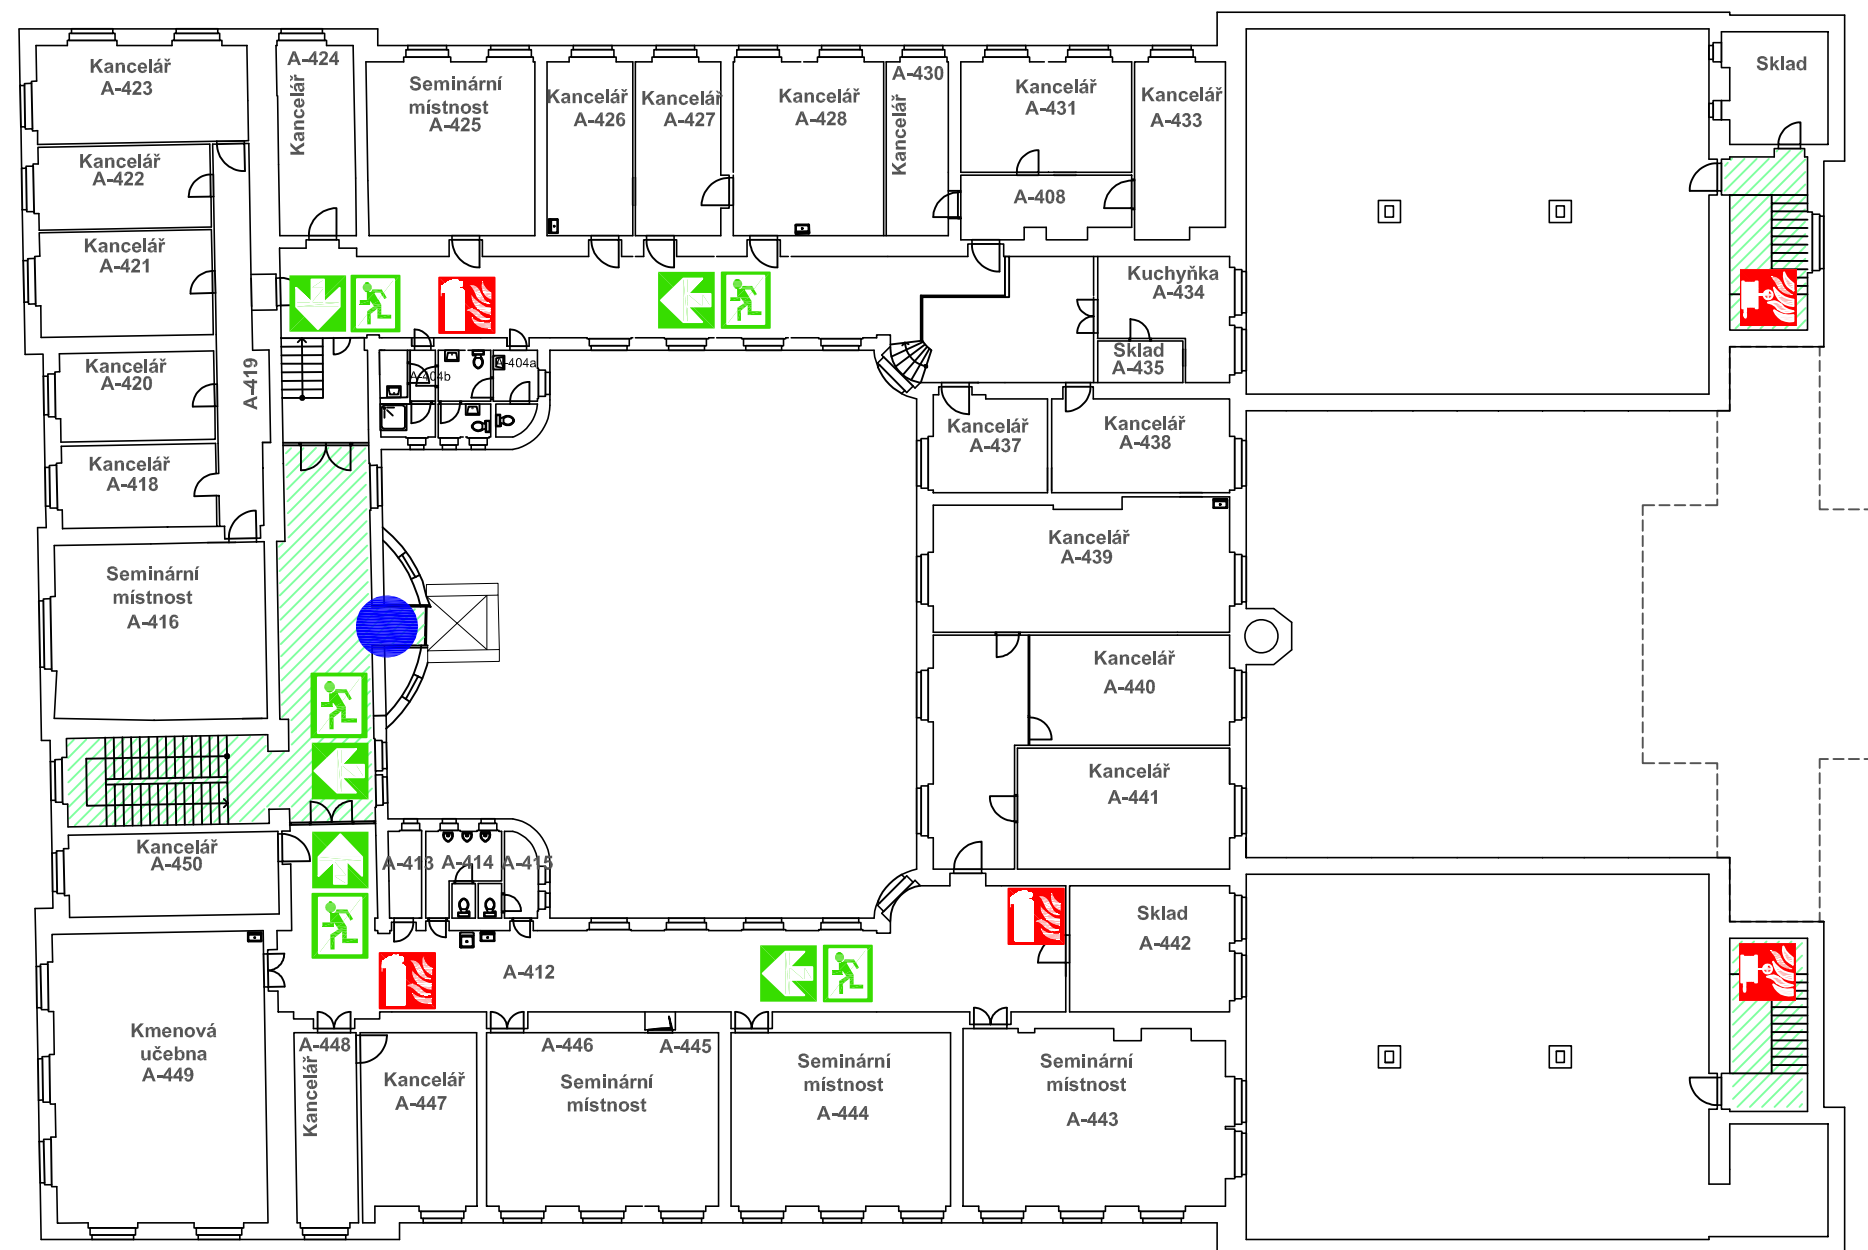 Kancelář
A-423
A-424
Kancelář
Seminární
místnost
A-425
Kancelář
A-426
Kancelář
A-427
Kancelář
A-428
A-430
Kancelář
Kancelář
A-431
Kancelář
A-433
Sklad
Kancelář
A-422
A-408
Kancelář
A-421
Kuchyňka
A-434
Kancelář
A-420
A-419
A-404b
A-404a
Sklad
A-435
Kancelář
A-418
Kancelář
A-437
Kancelář
A-438
Kancelář
A-439
Seminární
místnost
A-416
Kancelář
A-440
Kancelář
A-441
Kancelář
A-450
A-413
A-414
A-415
Sklad
A-442
A-412
Kmenová
učebna
A-449
A-448
Kancelář
Kancelář
A-447
A-446
A-445
Seminární
místnost
Seminární
místnost
A-444
Seminární
místnost
A-443